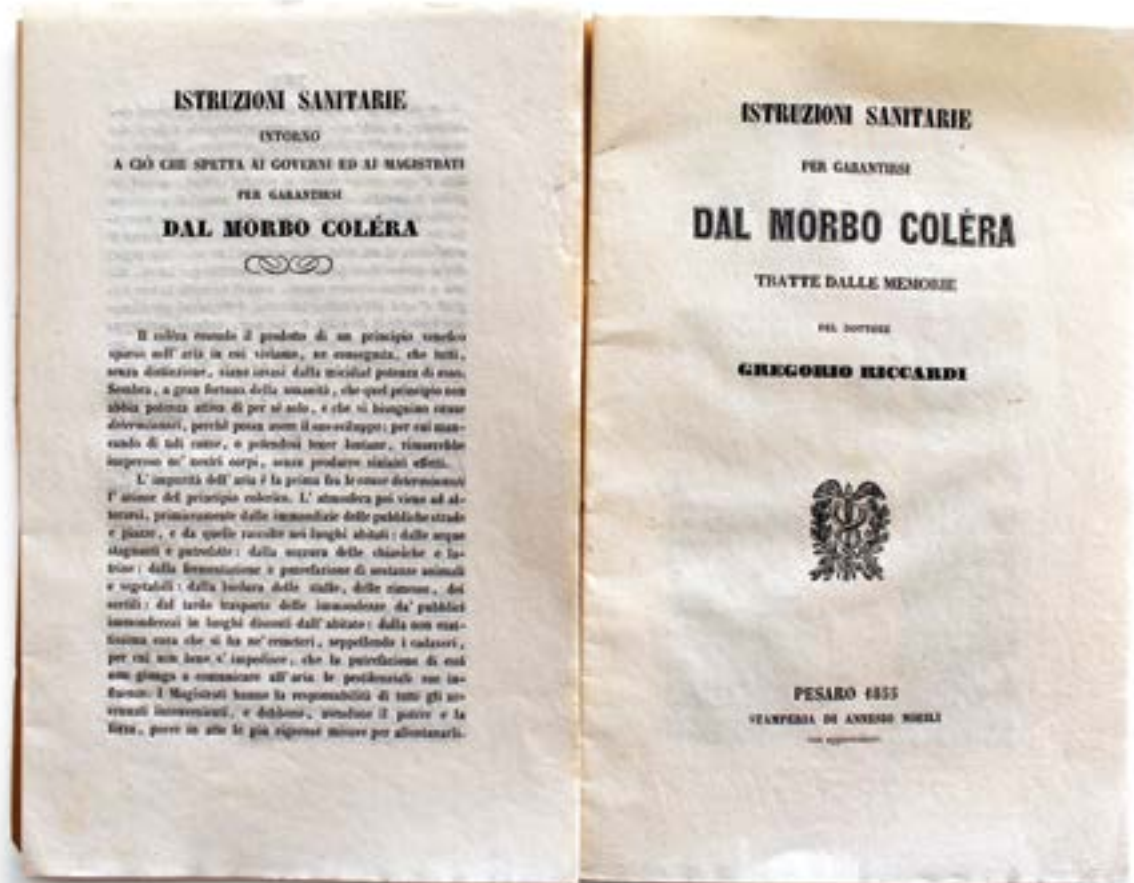 ISTRUZIONI SANITARIE
INTORNO
A CIÒ CHE SPETTA AI GOVERNI ED AI MAGISTRATI
PER GARANTIRSI
DAL MORBO COLÉRA
Il coléra essendo il prodotto di un principio venefico
sparso nell' aria in cui viviamo, ne conseguita, che tutti,
senza distinzione, siano invasi dalla micidial potenza di esso.
Sembra, a gran fortuna della umanità, che quel principio non
abbia potenza attiva di per sè solo, e che vi bisognino cause
determinanti, perchè possa avere il suo sviluppo: per cui man-
cando di tali cause, o potendosi tener lontane, rimarrebbe
inoperoso ne' nostri corpi, senza produrre sinistri effetti.
L' impurità dell' aria è la prima fra le cause determinanti
l' azione del principio colerico. L' atmosfera poi viene ad al-
terarsi, primieramente dalle immondizie delle pubbliche strade
e piazze, e da quelle raccolte nei luoghi abitati: dalle acque
stagnanti e putrefatte: dalla sozzura delle chiaviche e la-
trine: dalla fermentazione e putrefazione di sostanze animali
e vegetabili: dalla lordura delle stalle, delle rimesse, dei
cortili: dal tardo trasporto delle immondezze da' pubblici
immondezzai in luoghi discosti dall' abitato: dalla non esat-
tissima cura che si ha ne' cemeteri, seppellendo i cadaveri,
per cui non bene s' impedisce, che la putrefazione di essi
non giunga a comunicare all' aria le pestilenziali sue in-
fluenze. I Magistrati hanno la responsabilità di tutti gli ac-
cennati inconvenienti, e debbono, avendone il potere e la
forza, porre in atto le più rigorose misure per allontanarli.
ISTRUZIONI SANITARIE
PER GARANTIRSI
DAL MORBO COLÉRA
TRATTE DALLE MEMORIE
DEL DOTTORE
GREGORIO RICCARDI
PESARO 1855
STAMPERIA DI ANNESIO NOBILI
con approvazione